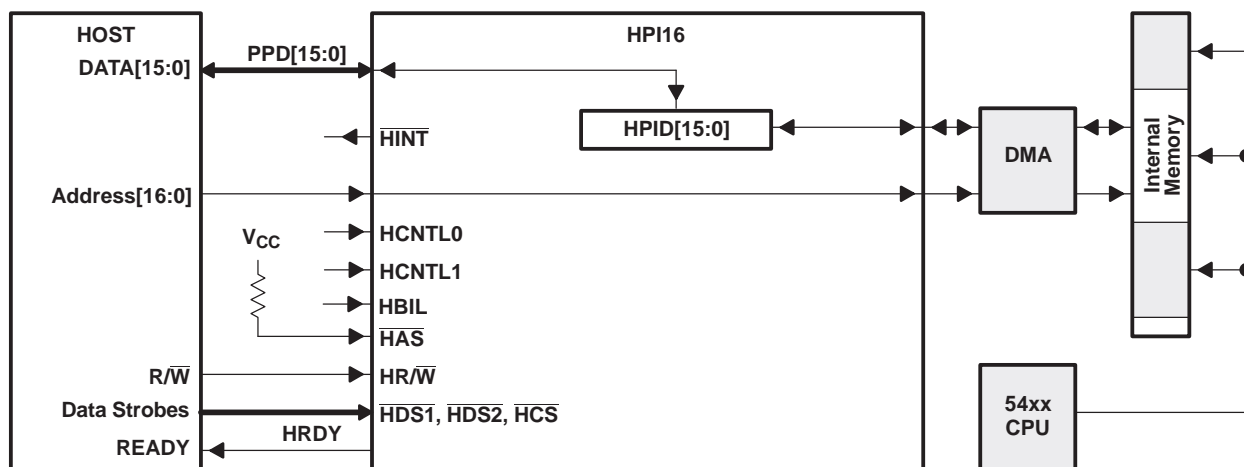 HOST
DATA[15:0]
PPD[15:0]
HPI16
HPID[15:0]
HINT
DMA
Internal
Memory
Address[16:0]
VCC
HCNTL0
HCNTL1
HBIL
HAS
R/W
HR/W
Data Strobes
HDS1, HDS2, HCS
READY
HRDY
54xx
CPU